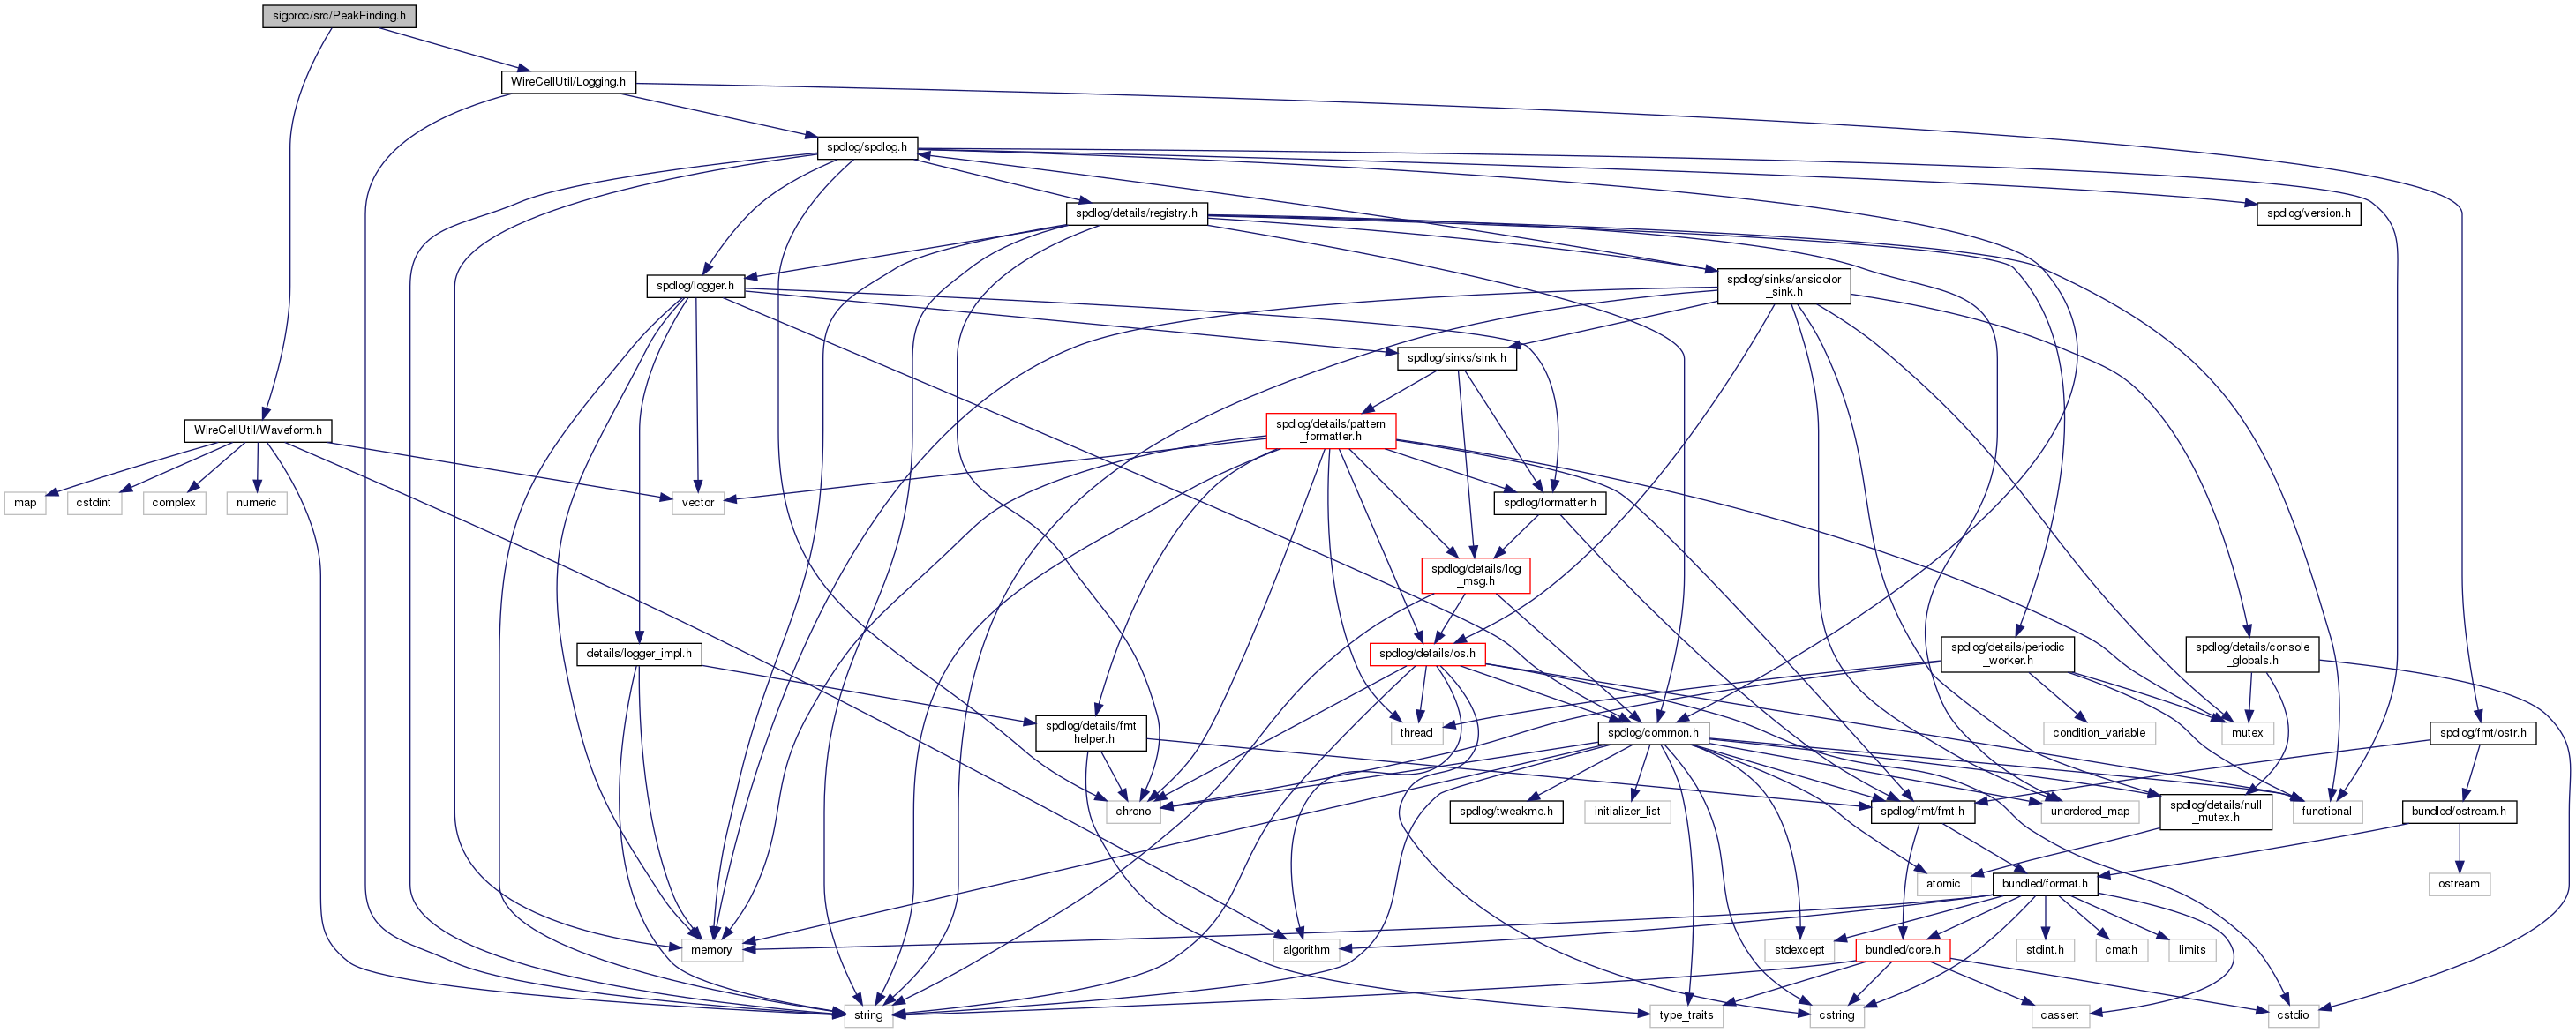 sigproc/src/PeakFinding.h
WireCellUtil/Logging.h
spdlog/spdlog.h
spdlog/details/registry.h
spdlog/version.h
spdlog/logger.h
spdlog/sinks/ansicolor
_sink.h
spdlog/sinks/sink.h
WireCellUtil/Waveform.h
spdlog/details/pattern
_formatter.h
map
cstdint
complex
numeric
vector
spdlog/formatter.h
spdlog/details/log
_msg.h
details/logger_impl.h
spdlog/details/os.h
spdlog/details/periodic
_worker.h
spdlog/details/console
_globals.h
spdlog/details/fmt
_helper.h
thread
spdlog/common.h
condition_variable
mutex
spdlog/fmt/ostr.h
chrono
spdlog/tweakme.h
initializer_list
spdlog/fmt/fmt.h
unordered_map
spdlog/details/null
_mutex.h
functional
bundled/ostream.h
atomic
bundled/format.h
ostream
memory
algorithm
stdexcept
bundled/core.h
stdint.h
cmath
limits
string
type_traits
cstring
cassert
cstdio